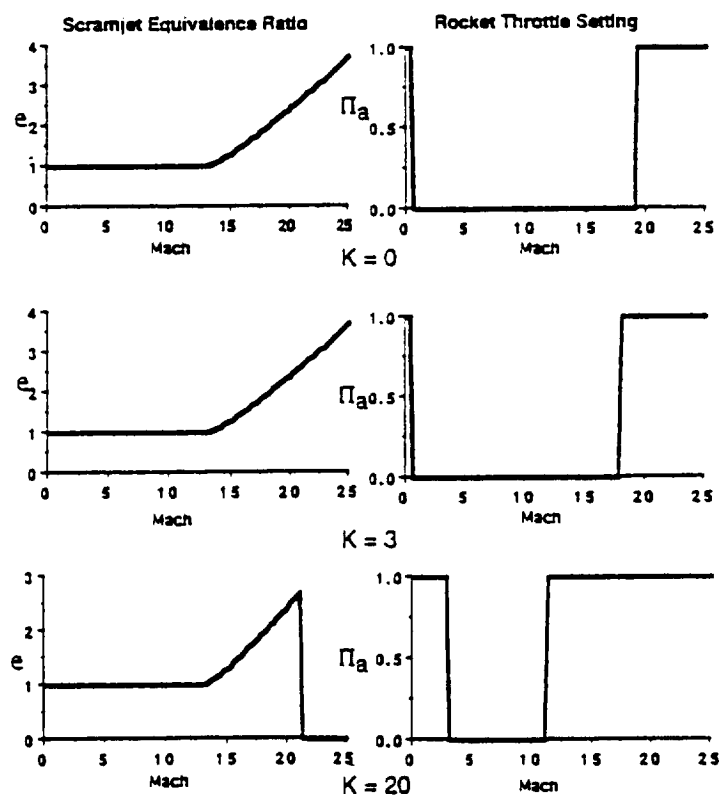 Scramjet Equivalence Ratio
Rocket Throttle Setting
4
3
2
1
0
e
0 5 10 15 20 25
Mach
1.0
0.5
0.0
Πa
0 5 10 15 20 25
Mach
K = 0
4
3
2
1
0
e
0 5 10 15 20 25
Mach
1.0
0.5
0.0
Πa
0 5 10 15 20 25
Mach
K = 3
3
2
1
0
e
0 5 10 15 20 25
Mach
1.0
0.5
0.0
Πa
0 5 10 15 20 25
Mach
K = 20